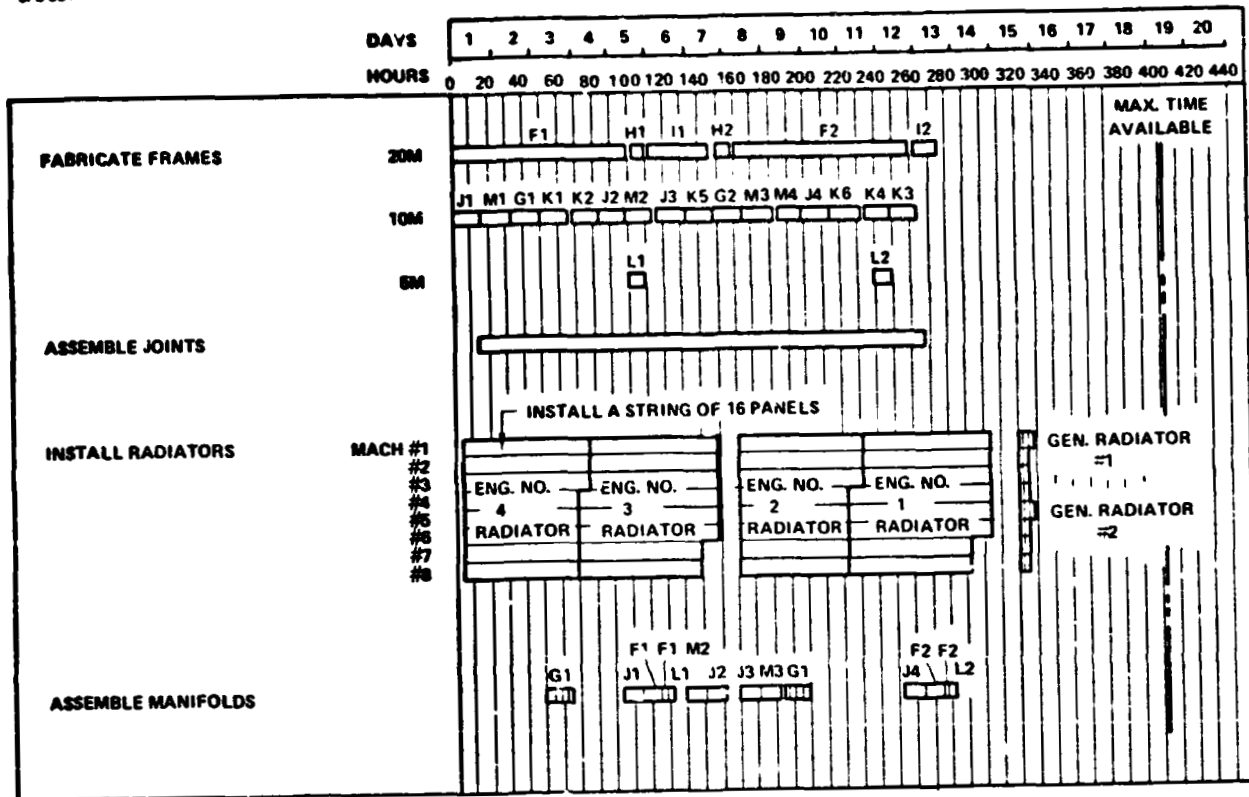 DAYS 1 2 3 4 5 6 7 8 9 10 11 12 13 14 15 16 17 18 19 20
HOURS 0 20 40 60 80 100 120 140 160 180 200 220 240 260 280 300 320 340 360 380 400 420 440
MAX. TIME
AVAILABLE
F1 H1 I1 H2 F2 I2
FABRICATE FRAMES 20M
J1 M1 G1 K1 K2 J2 M2 J3 K5 G2 M3 M4 J4 K6 K4 K3
10M
L1 L2
5M
ASSEMBLE JOINTS
INSTALL A STRING OF 16 PANELS
INSTALL RADIATORS MACH #1
#2
#3
#4
#5
#6
#7
#8
ENG. NO.
4
RADIATOR
ENG. NO.
3
RADIATOR
ENG. NO.
2
RADIATOR
ENG. NO.
1
RADIATOR
GEN. RADIATOR
#1
GEN. RADIATOR
#2
F1 F1 M2 F2 F2
G1 J1 L1 J2 J3 M3 G1 J4 L2
ASSEMBLE MANIFOLDS